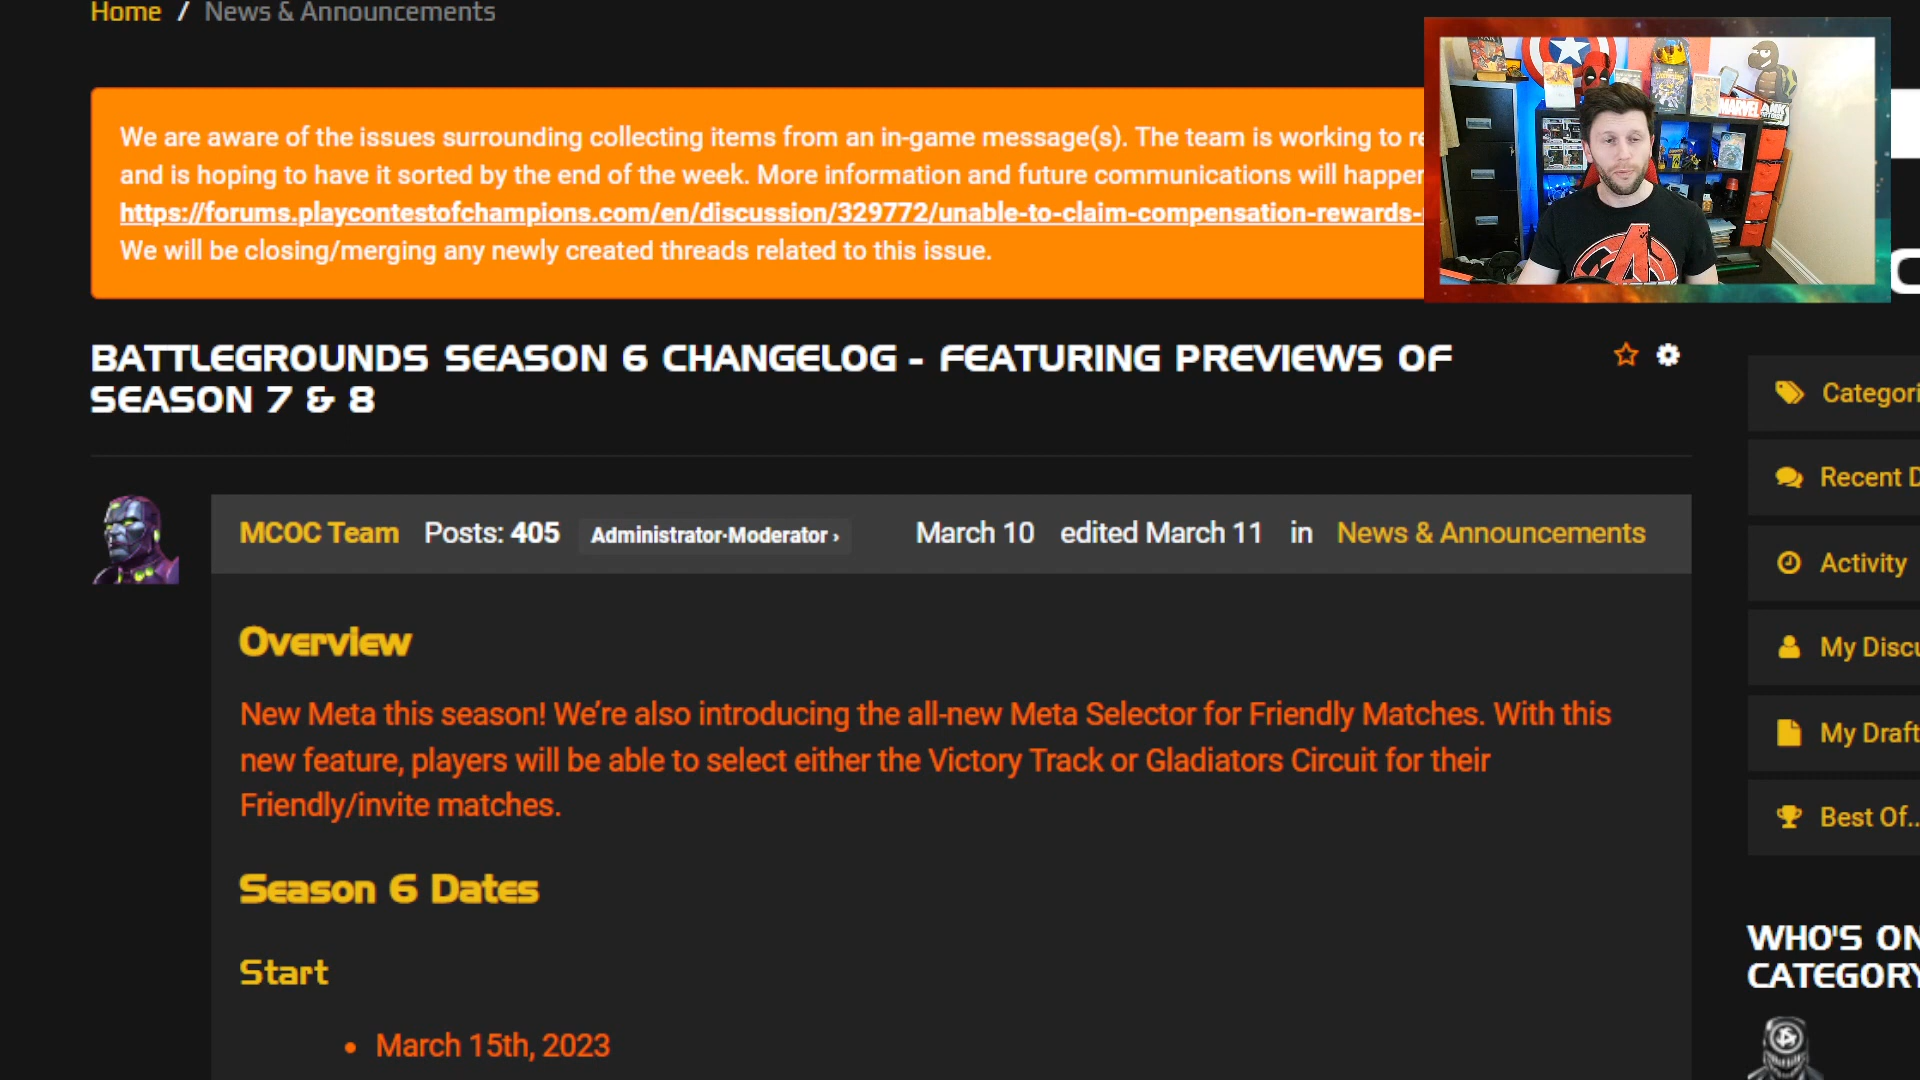 Home / News & Announcements
We are aware of the issues surrounding collecting items from an in-game message(s). The team is working to
and is hoping to have it sorted by the end of the week. More information and future communications will happen
https://forums.playcontestofchampions.com/en/discussion/329772/unable-to-claim-compensation-rewards-
We will be closing/merging any newly created threads related to this issue.
MARVEL
BATTLEGROUNDS SEASON 6 CHANGELOG - FEATURING PREVIEWS OF
SEASON 7 & 8
MCOC Team Posts: 405 Administrator·Moderator › March 10 edited March 11 in News & Announcements
Overview
New Meta this season! We're also introducing the all-new Meta Selector for Friendly Matches. With this
new feature, players will be able to select either the Victory Track or Gladiators Circuit for their
Friendly/invite matches.
Season 6 Dates
Start
• March 15th, 2023
Categori
Recent D
Activity
My Discu
My Draft
Best Of...
WHO'S ON
CATEGORY